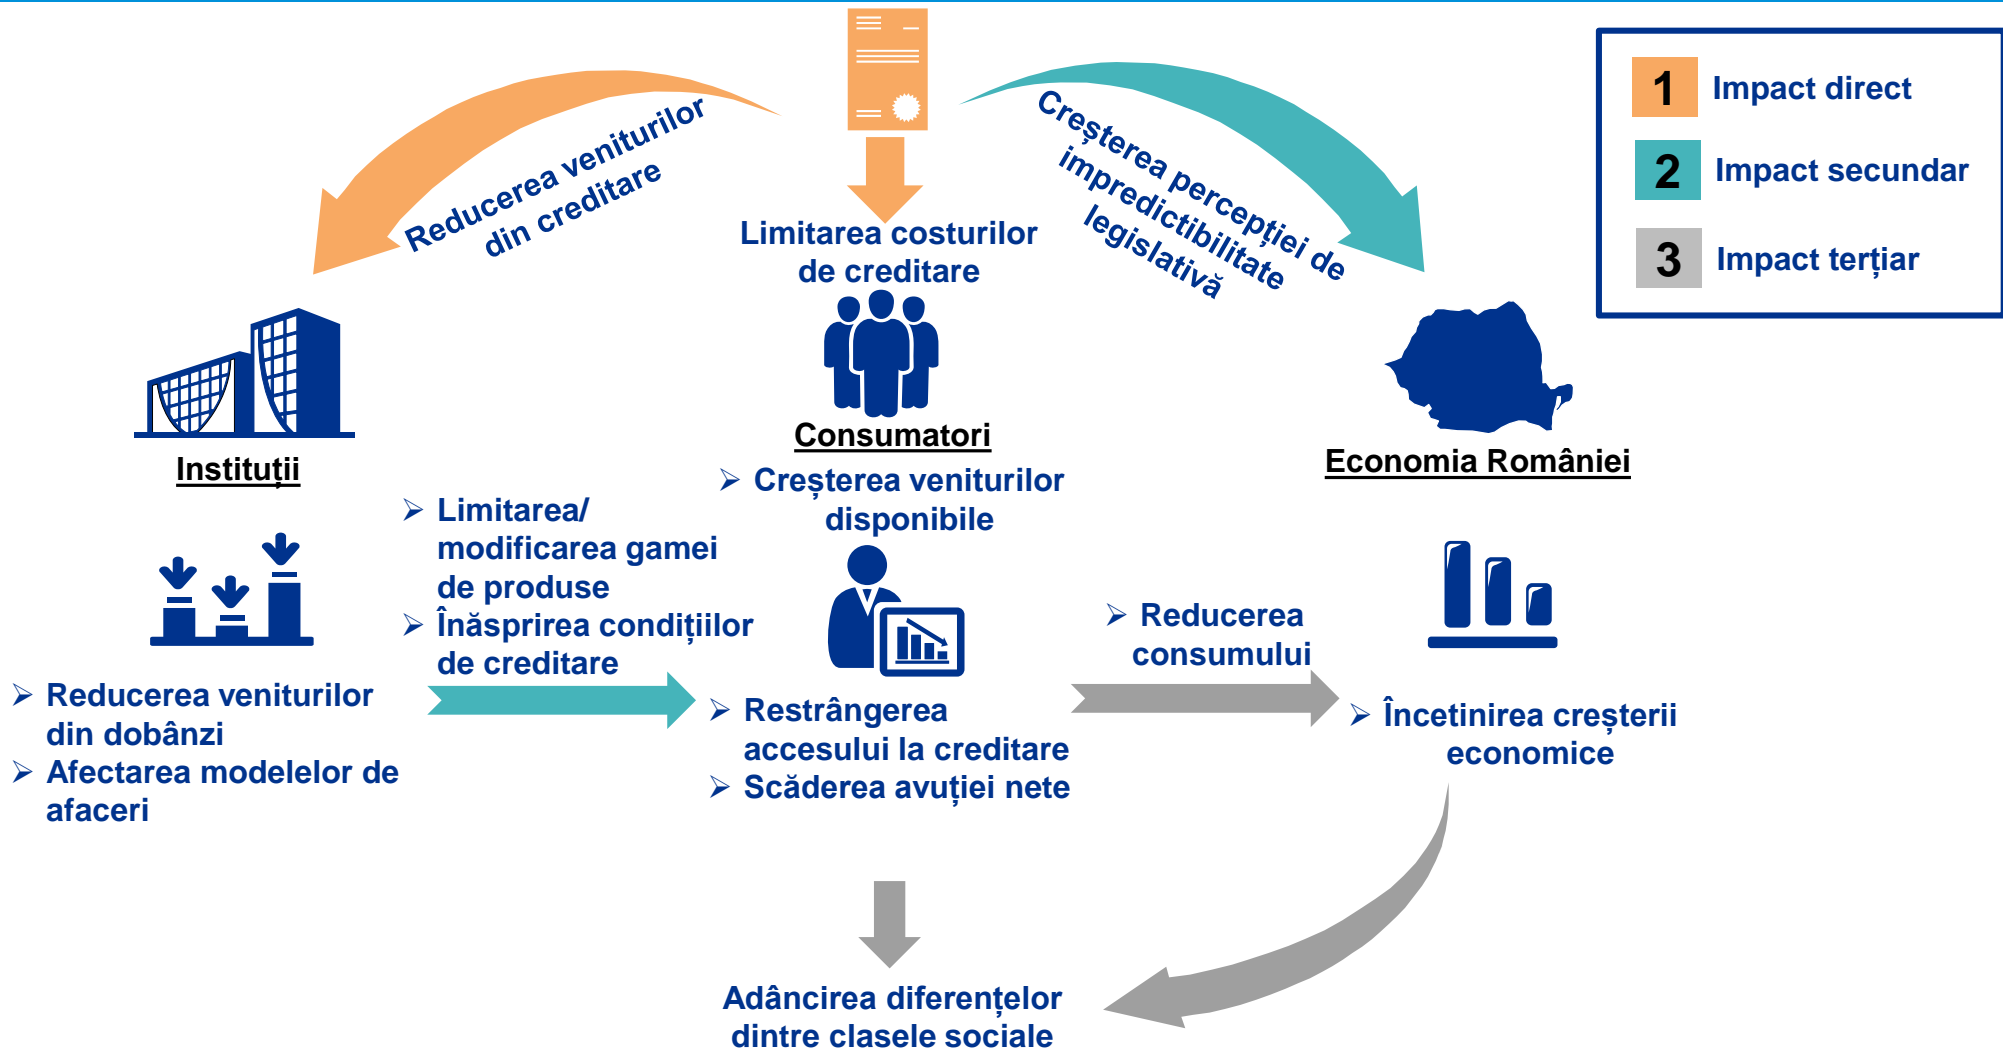 1 Impact direct
2 Impact secundar
3 Impact terțiar
Reducerea veniturilor
din creditare
Limitarea costurilor
de creditare
Creșterea percepției de
impredictibilitate
legislativă
Instituții
Consumatori
Economia României
Creșterea veniturilor
disponibile
Limitarea/
modificarea gamei
de produse
Înăsprirea condițiilor
de creditare
Reducerea veniturilor
din dobânzi
Afectarea modelelor de
afaceri
Restrângerea
accesului la creditare
Scăderea avuției nete
Reducerea
consumului
Încetinirea creșterii
economice
Adâncirea diferențelor
dintre clasele sociale